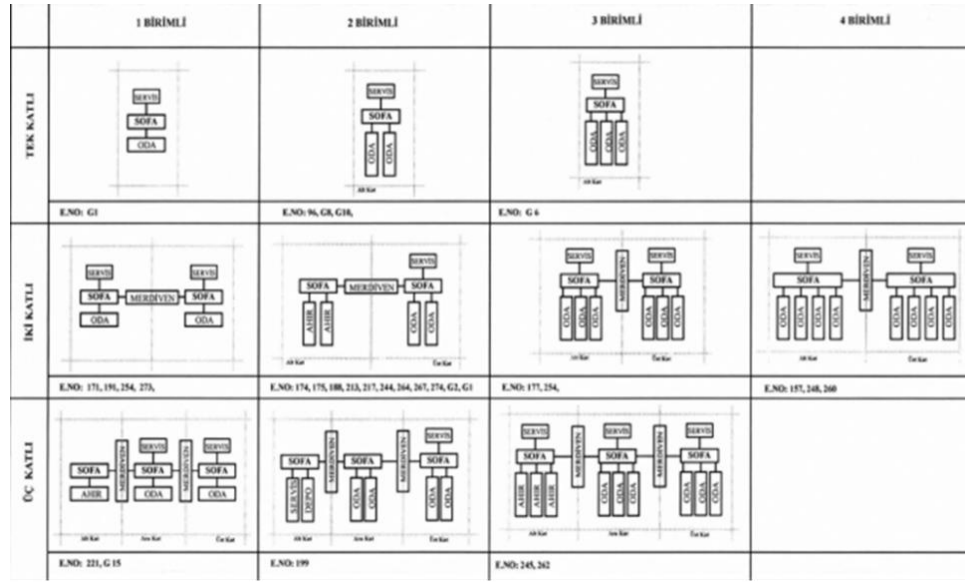 1 BİRİMLİ
2 BİRİMLİ
3 BİRİMLİ
4 BİRİMLİ
TEK KATLI
SERVİS
SOFA
ODA
E.NO: G1
SERVİS
SOFA
ODA ODA
Alt Kat
E.NO: 96, G8, G10,
SERVİS
SOFA
ODA ODA ODA
Alt Kat
E.NO: G 6
İKİ KATLI
SERVİS SERVİS
SOFA MERDİVEN SOFA
ODA ODA
E.NO: 171, 191, 254, 273,
SERVİS
SOFA MERDİVEN SOFA
AHIR AHIR ODA ODA
Alt Kat Üst Kat
E.NO: 174, 175, 188, 213, 217, 244, 264, 267, 274, G2, G1
SERVİS MERDİVEN SERVİS
SOFA SOFA
ODA ODA ODA ODA ODA ODA
Alt Kat Üst Kat
E.NO: 177, 254,
SERVİS MERDİVEN SERVİS
SOFA SOFA
ODA ODA ODA ODA ODA ODA ODA ODA
Alt Kat Üst Kat
E.NO: 157, 248, 260
ÜÇ KATLI
MERDİVEN SERVİS MERDİVEN SERVİS
SOFA SOFA SOFA
AHIR ODA ODA
Alt Kat Ara Kat Üst Kat
E.NO: 221, G 15
MERDİVEN MERDİVEN SERVİS
SOFA SOFA SOFA
SERVİS DEPO ODA ODA ODA ODA
Alt Kat Ara Kat Üst Kat
E.NO: 199
SERVİS MERDİVEN SERVİS MERDİVEN SERVİS
SOFA SOFA SOFA
AHIR AHIR AHIR ODA ODA ODA ODA ODA ODA
Alt Kat Ara Kat Üst Kat
E.NO: 245, 262